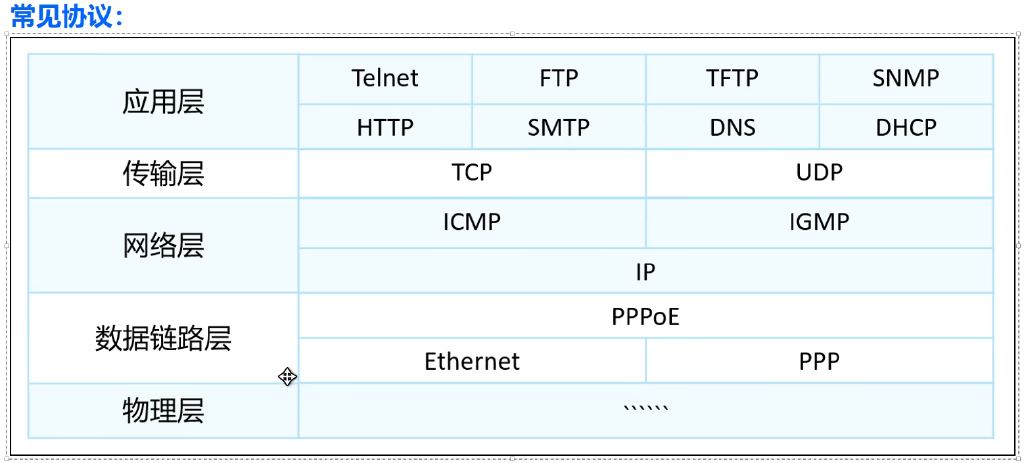 常见协议：
应用层
Telnet FTP TFTP SNMP
HTTP SMTP DNS DHCP
传输层
TCP UDP
网络层
ICMP IGMP
IP
数据链路层
PPPoE
Ethernet PPP
物理层
``````